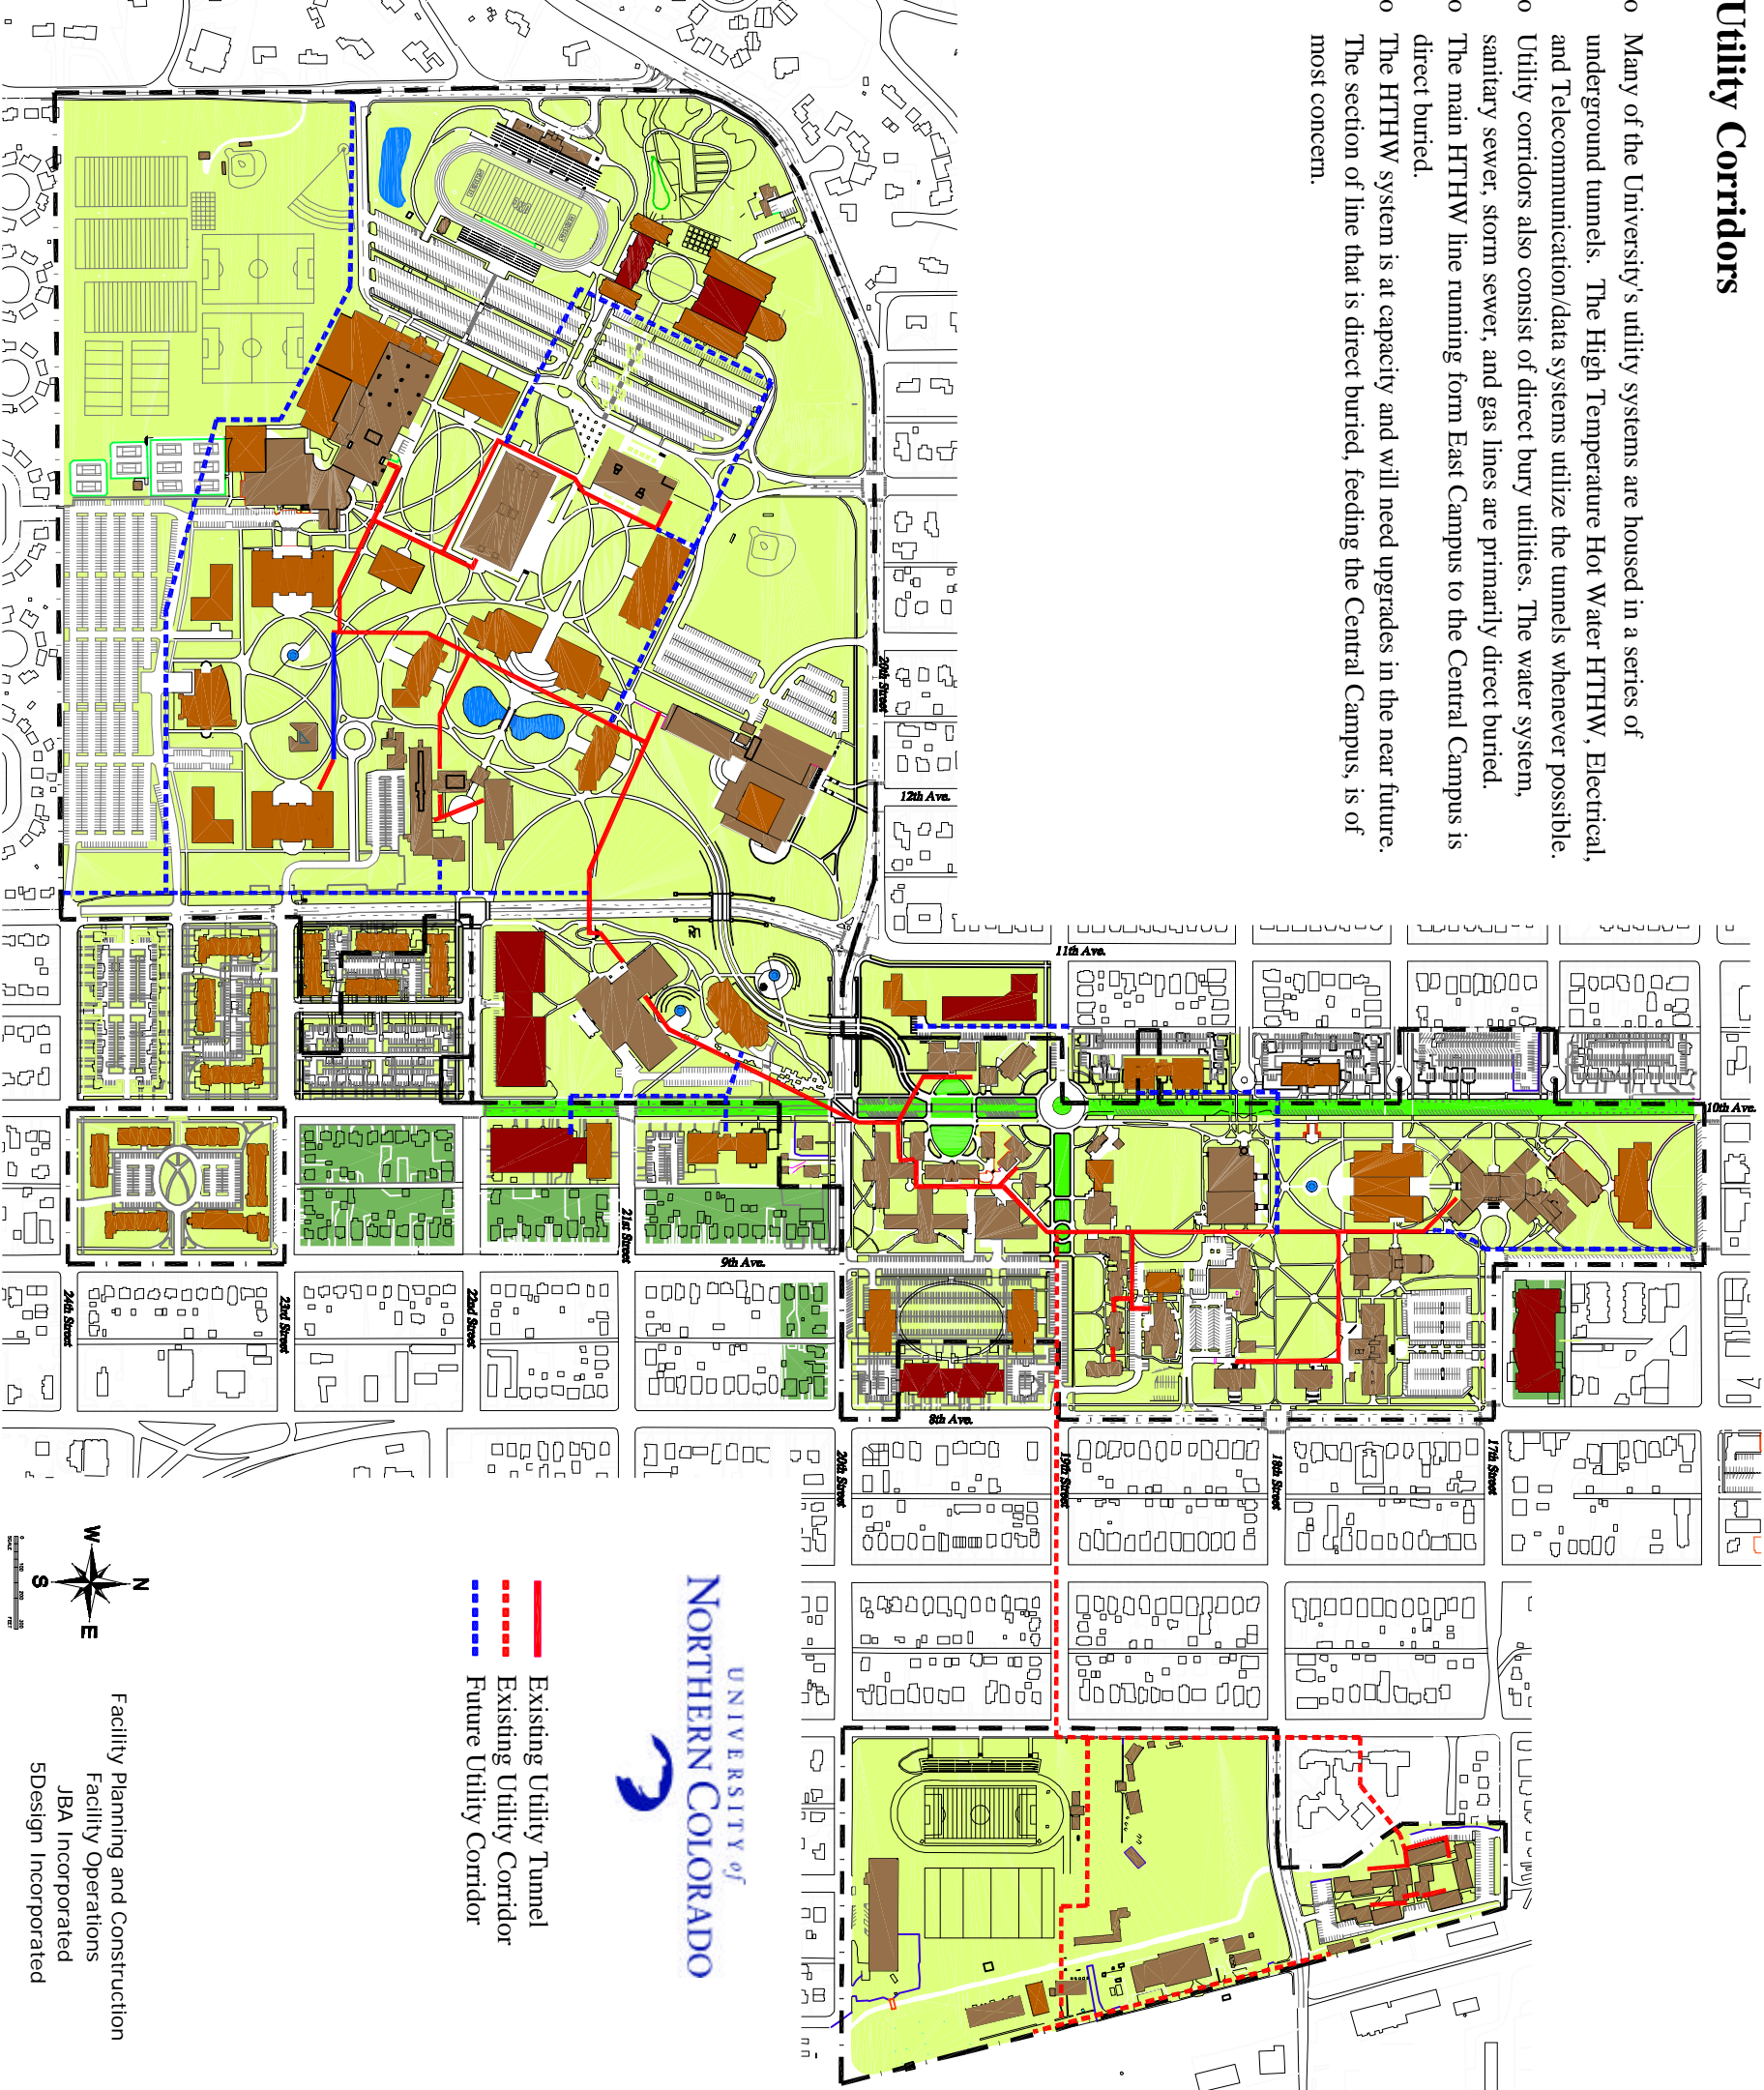 Utility Corridors
o Many of the University's utility systems are housed in a series of
underground tunnels. The High Temperature Hot Water HTHW, Electrical,
and Telecommunication/data systems utilize the tunnels whenever possible.
o Utility corridors also consist of direct bury utilities. The water system,
sanitary sewer, storm sewer, and gas lines are primarily direct buried.
o The main HTHW line running form East Campus to the Central Campus is
direct buried.
o The HTHW system is at capacity and will need upgrades in the near future.
The section of line that is direct buried, feeding the Central Campus, is of
most concern.
20th Street
12th Ave.
11th Ave.
10th Ave.
9th Ave.
8th Ave.
24th Street
23rd Street
22nd Street
21st Street
20th Street
19th Street
18th Street
17th Street
UNIVERSITY of
NORTHERN COLORADO
Existing Utility Tunnel
Existing Utility Corridor
Future Utility Corridor
N
W
E
S
SCALE
FEET
Facility Planning and Construction
Facility Operations
JBA Incorporated
5Design Incorporated